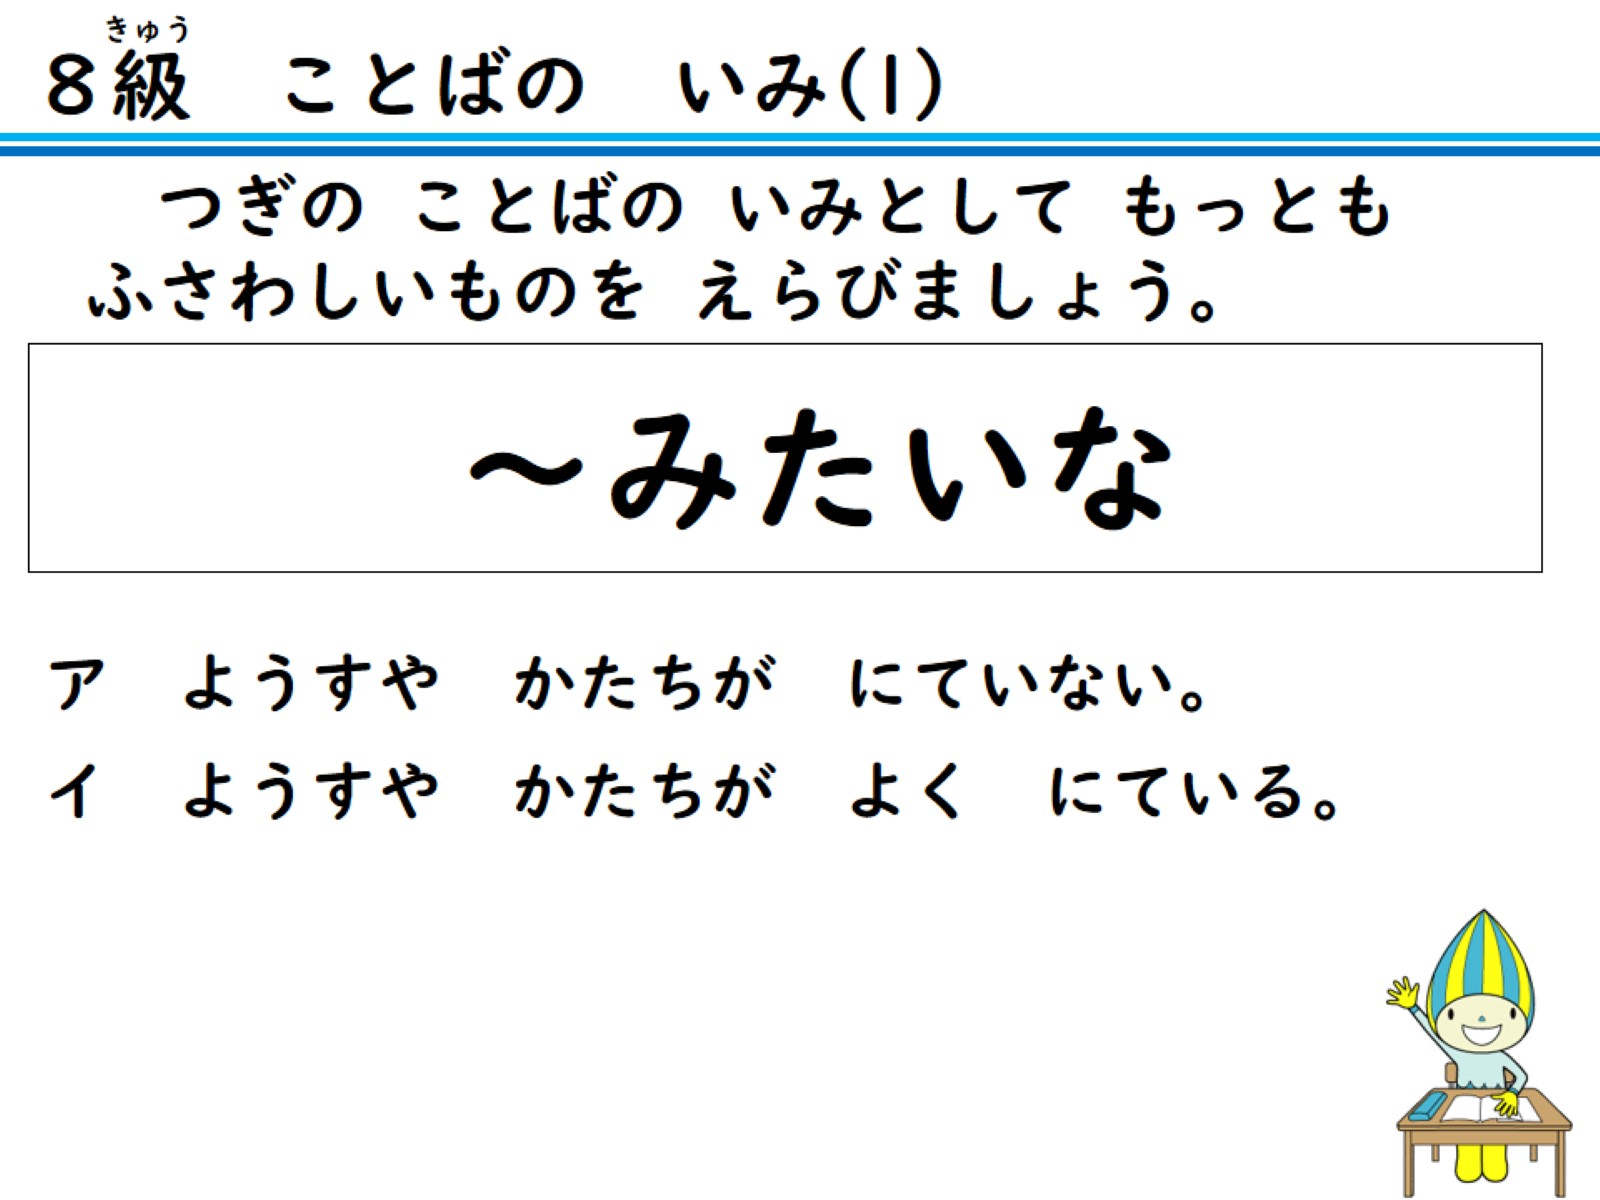 きゅう
8級　ことばの　いみ(1)
つぎの ことばの いみとして もっとも
ふさわしいものを えらびましょう。
～みたいな
ア　ようすや　かたちが　にていない。
イ　ようすや　かたちが　よく　にている。